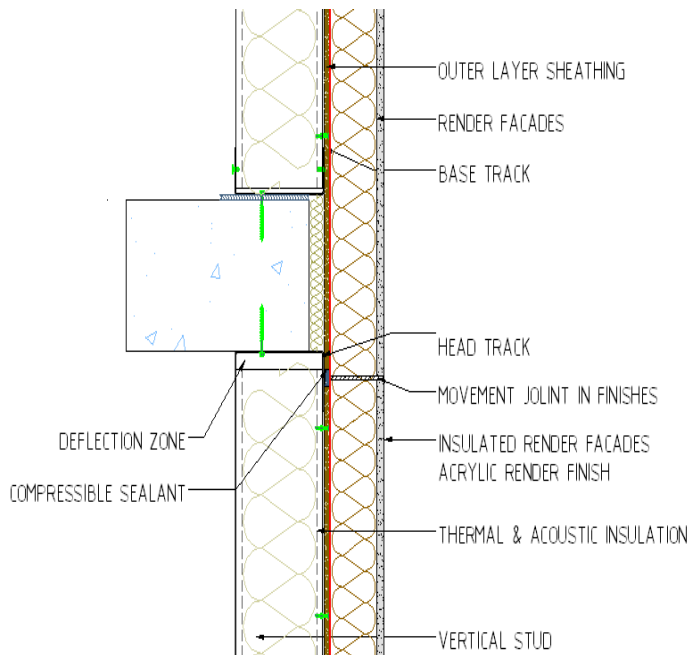 OUTER LAYER SHEATHING
RENDER FACADES
BASE TRACK
HEAD TRACK
MOVEMENT JOLINT IN FINISHES
DEFLECTION ZONE
INSULATED RENDER FACADES
ACRYLIC RENDER FINISH
COMPRESSIBLE SEALANT
THERMAL & ACOUSTIC INSULATION
VERTICAL STUD